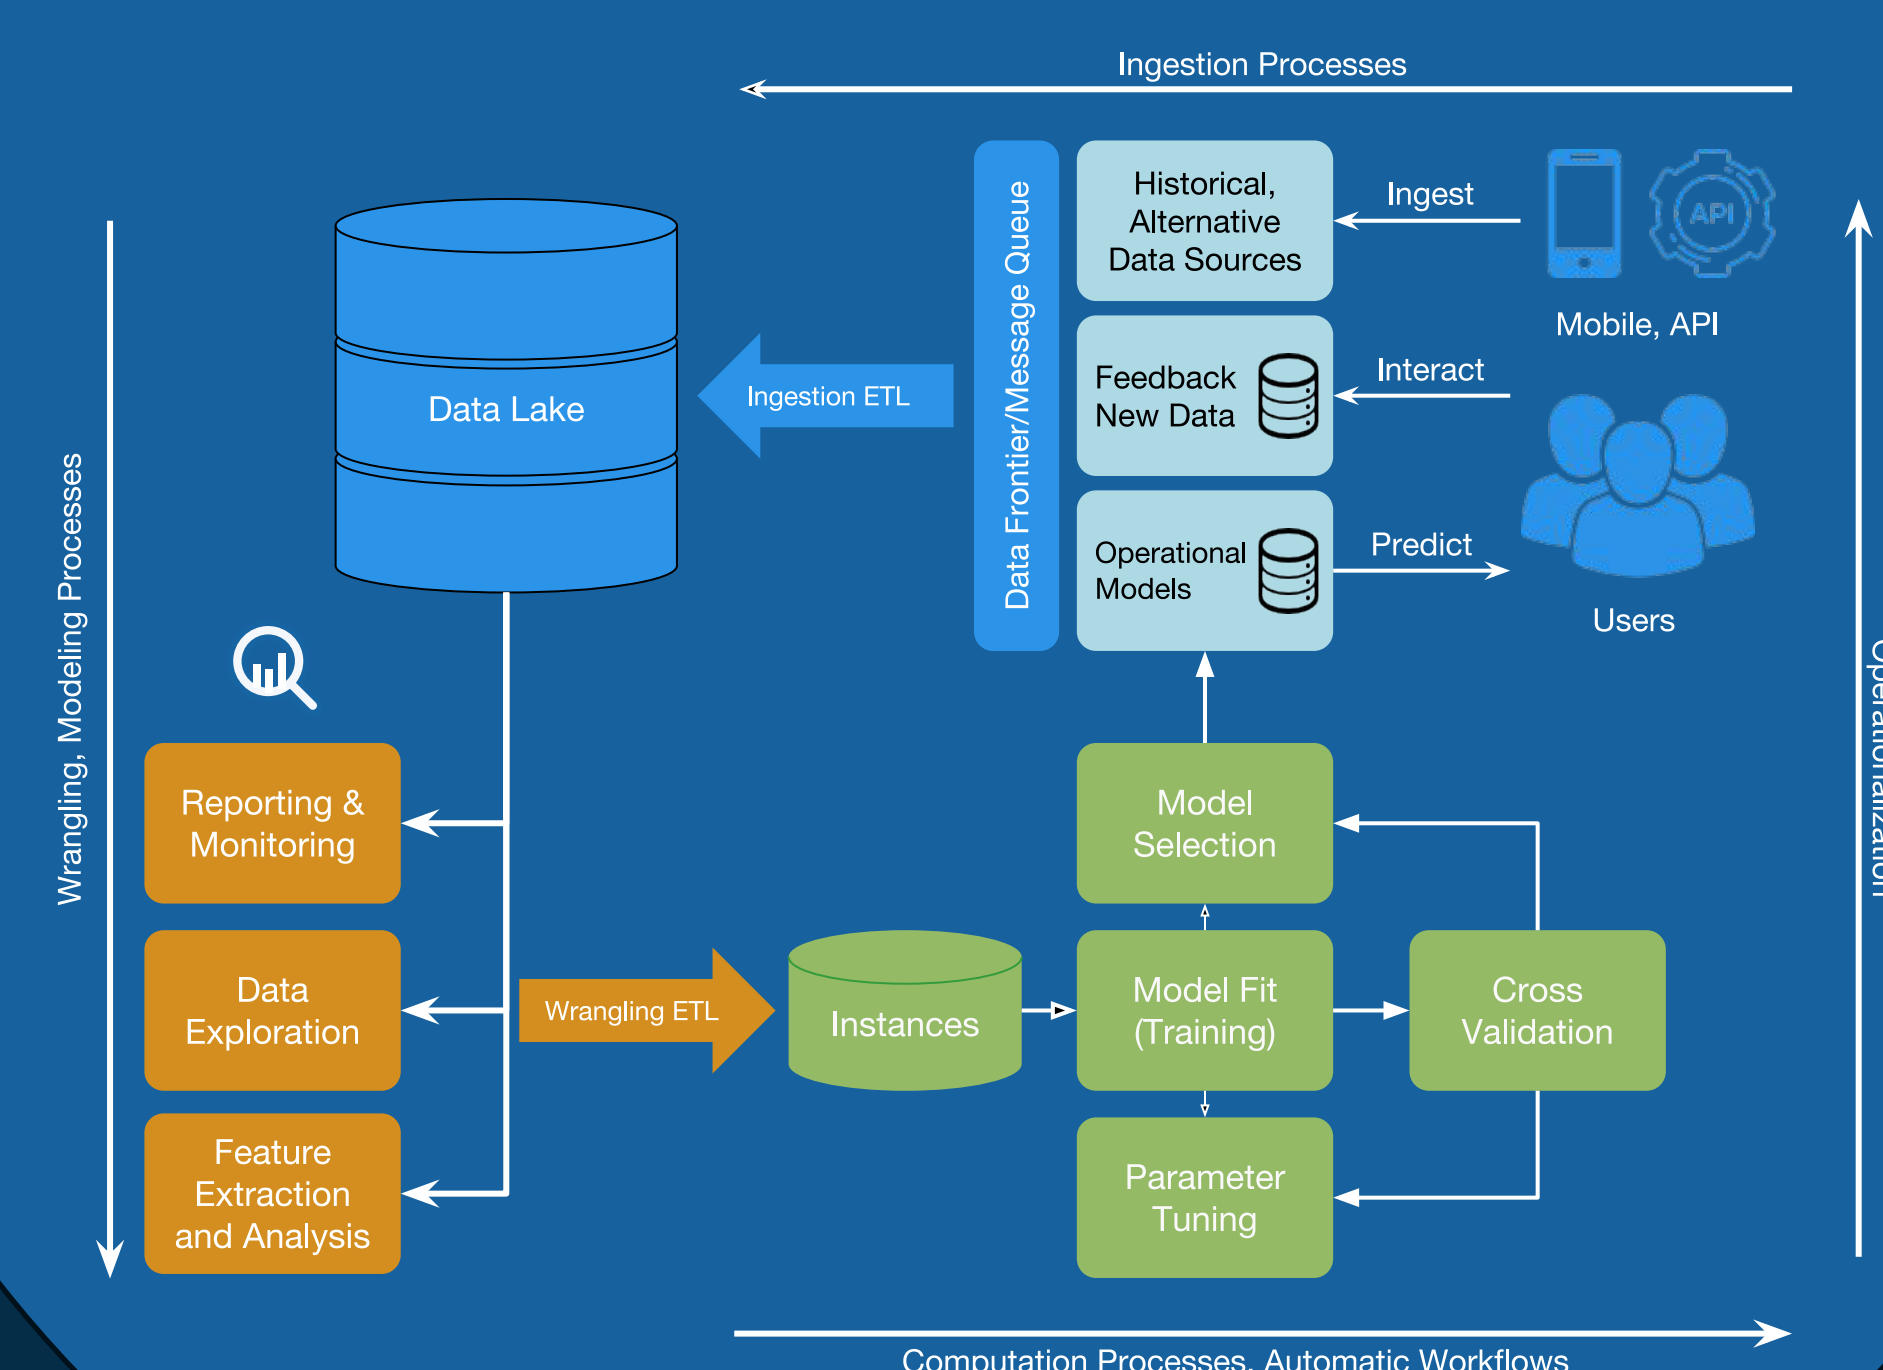 Ingestion Processes
Historical,
Alternative
Data Sources
Ingest
API
Mobile, API
Data Frontier/Message Queue
Feedback
New Data
Interact
Ingestion ETL
Data Lake
Operational
Models
Predict
Users
Wrangling, Modeling Processes
Operationalization
Reporting &
Monitoring
Model
Selection
Data
Exploration
Wrangling ETL
Instances
Model Fit
(Training)
Cross
Validation
Feature
Extraction
and Analysis
Parameter
Tuning
Computation Processes, Automatic Workflows